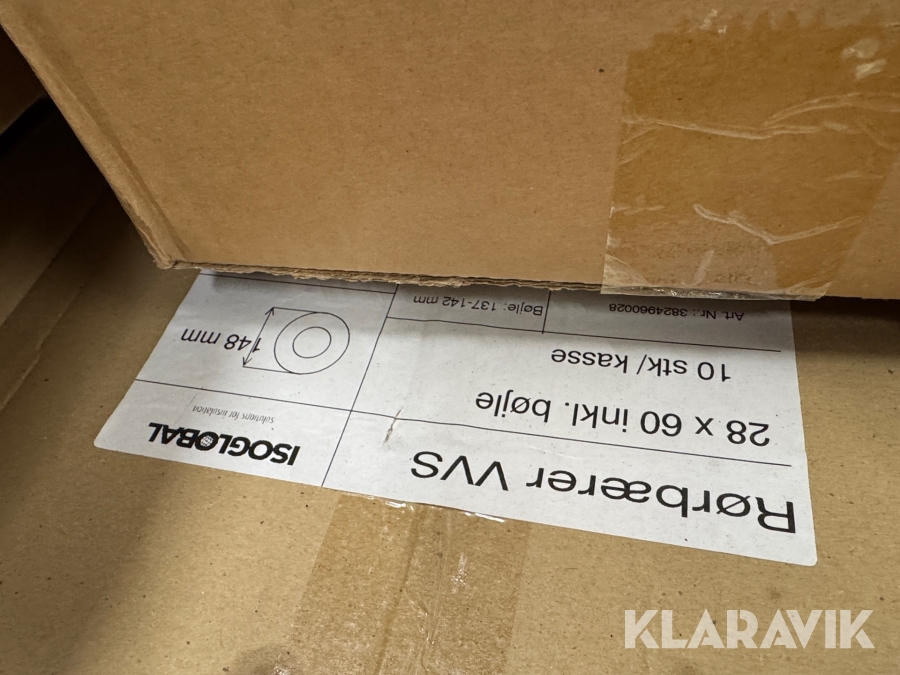 Rørbærer VVS
ISOGLOBAL
solutions for insulation
28 x 60 inkl. bøjle
10 stk/ kasse
148 mm
Art. Nr.: 3824960028
Bøjle: 137-142 mm
KLARAVIK